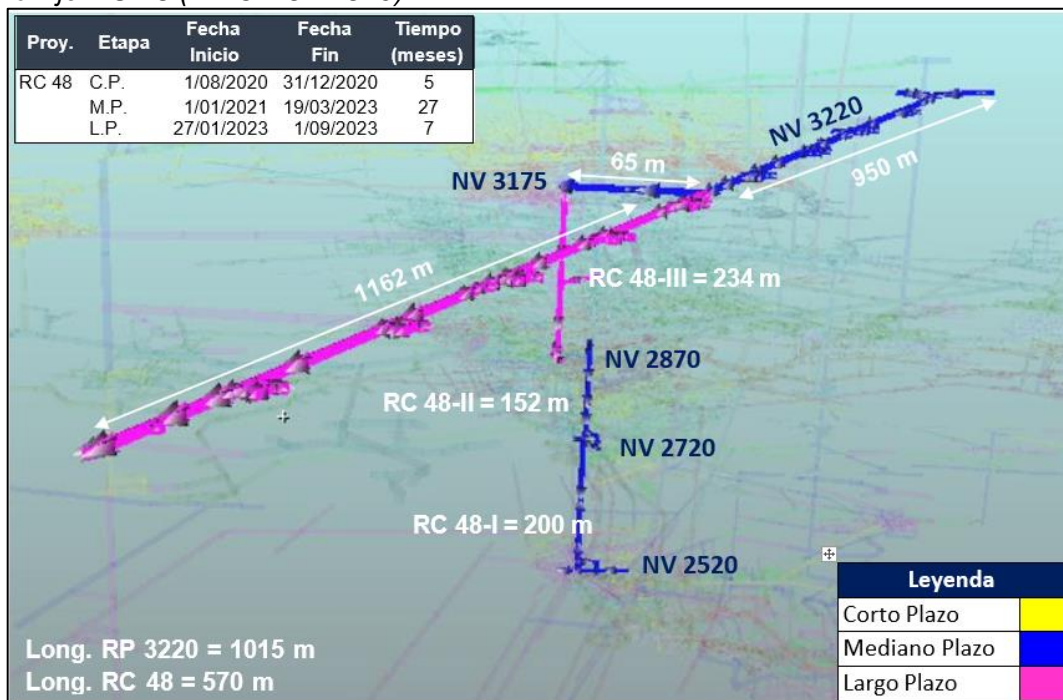 Proy. Etapa Fecha Inicio Fecha Fin Tiempo (meses)
RC 48 C.P. 1/08/2020 31/12/2020 5
M.P. 1/01/2021 19/03/2023 27
L.P. 27/01/2023 1/09/2023 7
NV 3220
65 m
950 m
NV 3175
1162 m
RC 48-III = 234 m
NV 2870
RC 48-II = 152 m
NV 2720
RC 48-I = 200 m
NV 2520
Leyenda
Corto Plazo
Mediano Plazo
Largo Plazo
Long. RP 3220 = 1015 m
Long. RC 48 = 570 m